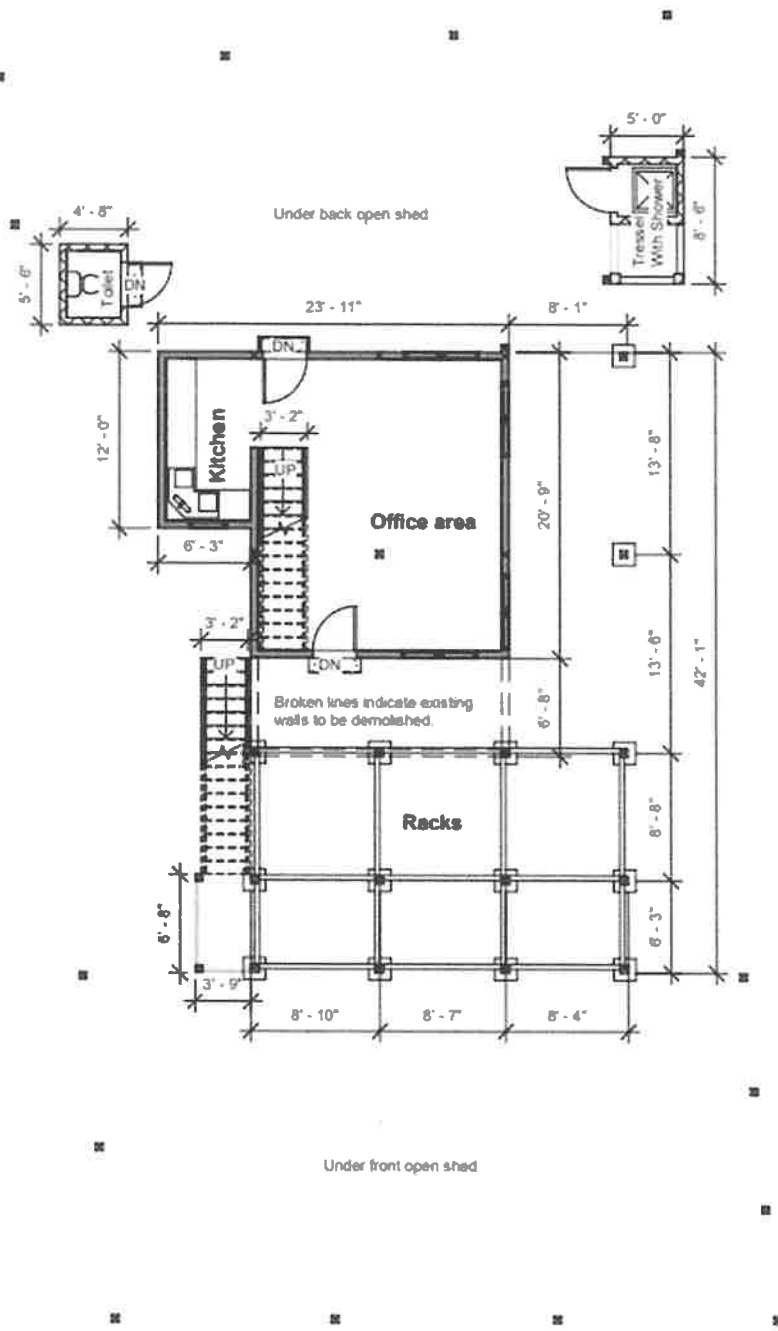 5' - 0"
8' - 6"
Tressel
With Shower
Under back open shed
4' - 8"
5' - 6"
Toilet
DN
23' - 11"
8' - 1"
DN
12' - 0"
Kitchen
3' - 2"
UP
Office area
20' - 9"
13' - 8"
6' - 3"
3' - 2"
UP
DN
13' - 6"
42' - 1"
Broken lines indicate existing
walls to be demolished.
6' - 8"
Racks
8' - 8"
6' - 8"
6' - 3"
3' - 9"
8' - 10"
8' - 7"
8' - 4"
Under front open shed